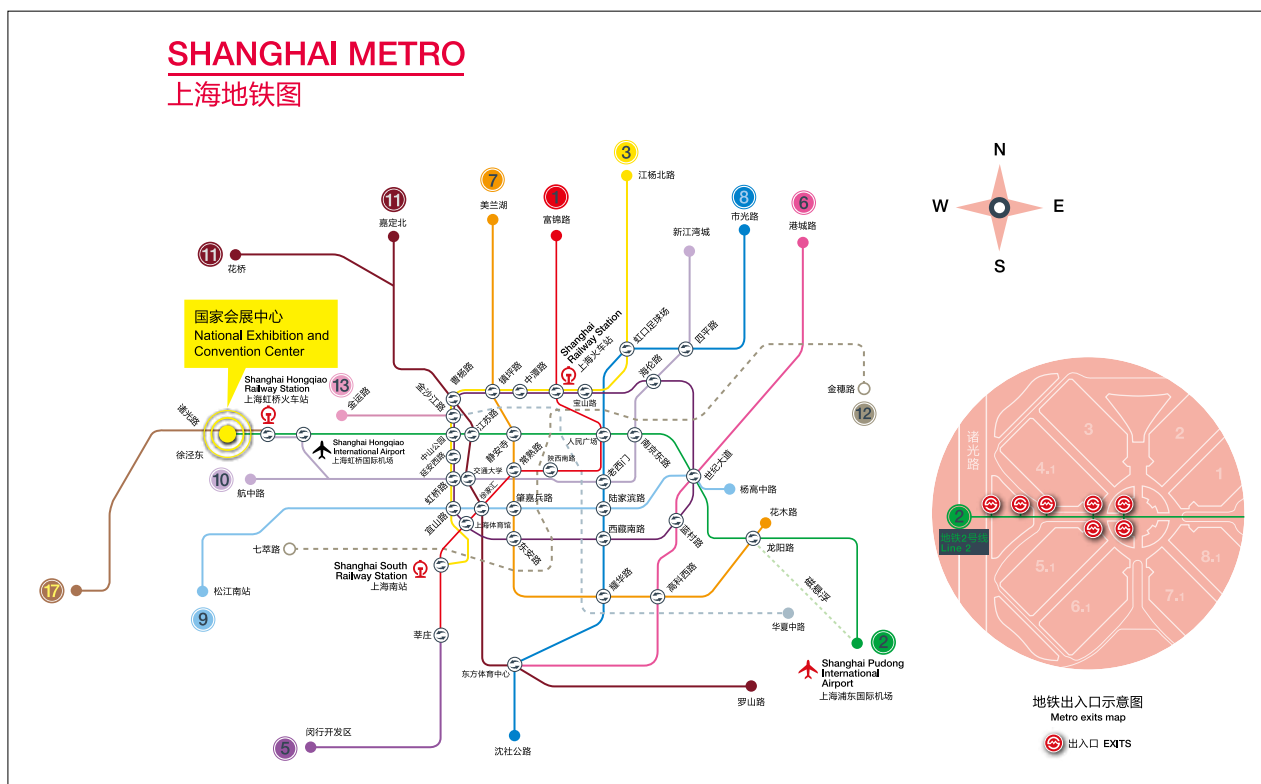 SHANGHAI METRO
上海地铁图
3
江杨北路
7
美兰湖
1
富锦路
8
市光路
6
港城路
11
嘉定北
新江湾城
11
花桥
N
W
E
S
国家会展中心
National Exhibition and
Convention Center
Shanghai Hongqiao
Railway Station
上海虹桥火车站
诸光路
徐泾东
Shanghai Hongqiao
International Airport
上海虹桥国际机场
13
金运路
金沙江路
曹杨路
镇坪路
中潭路
Shanghai
Railway Station
上海火车站
宝山路
虹口足球场
四平路
海伦路
金穗路
12
中山公园
江苏路
静安寺
常熟路
陕西南路
人民广场
南京东路
世纪大道
延安西路
交通大学
老西门
10
航中路
虹桥路
徐家汇
肇嘉兵路
陆家滨路
杨高中路
宜山路
上海体育馆
东安路
西藏南路
蓝村路
花木路
龙阳路
七莘路
Shanghai South
Railway Station
上海南站
耀华路
高科西路
磁悬浮
17
松江南站
9
莘庄
华夏中路
2
Shanghai Pudong
International
Airport
上海浦东国际机场
东方体育中心
罗山路
闵行开发区
5
沈社公路
诸光路
3
2
4.1
1
2
地铁2号线
Line 2
5.1
8.1
6.1
7.1
地铁出入口示意图
Metro exits map
出入口 EXITS